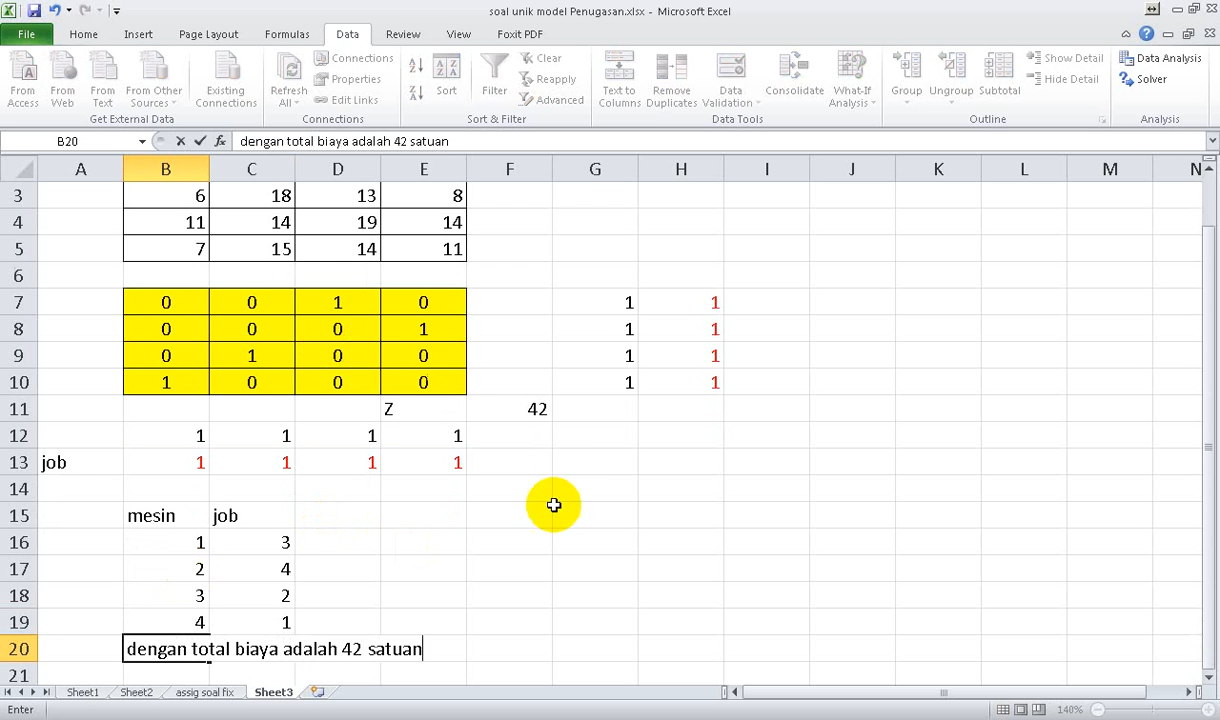 soal unik model Penugasan.xlsx - Microsoft Excel
File Home Insert Page Layout Formulas Data Review View Foxit PDF
From Access From Web From Text From Other Sources Existing Connections Refresh All Connections Properties Edit Links Sort Filter Clear Reapply Advanced Text to Columns Remove Duplicates Data Validation Consolidate What-If Analysis Group Ungroup Subtotal Show Detail Hide Detail Data Analysis Solver
Get External Data Connections Sort & Filter Data Tools Outline Analysis
B20 fx dengan total biaya adalah 42 satuan
A B C D E F G H I J K L M N
3 6 18 13 8
4 11 14 19 14
5 7 15 14 11
6
7 0 0 1 0 1 1
8 0 0 0 1 1 1
9 0 1 0 0 1 1
10 1 0 0 0 1 1
11 Z 42
12 1 1 1 1
13 job 1 1 1 1
14
15 mesin job
16 1 3
17 2 4
18 3 2
19 4 1
20 dengan total biaya adalah 42 satuan
21
Sheet1 Sheet2 assig soal fix Sheet3
Enter 140%